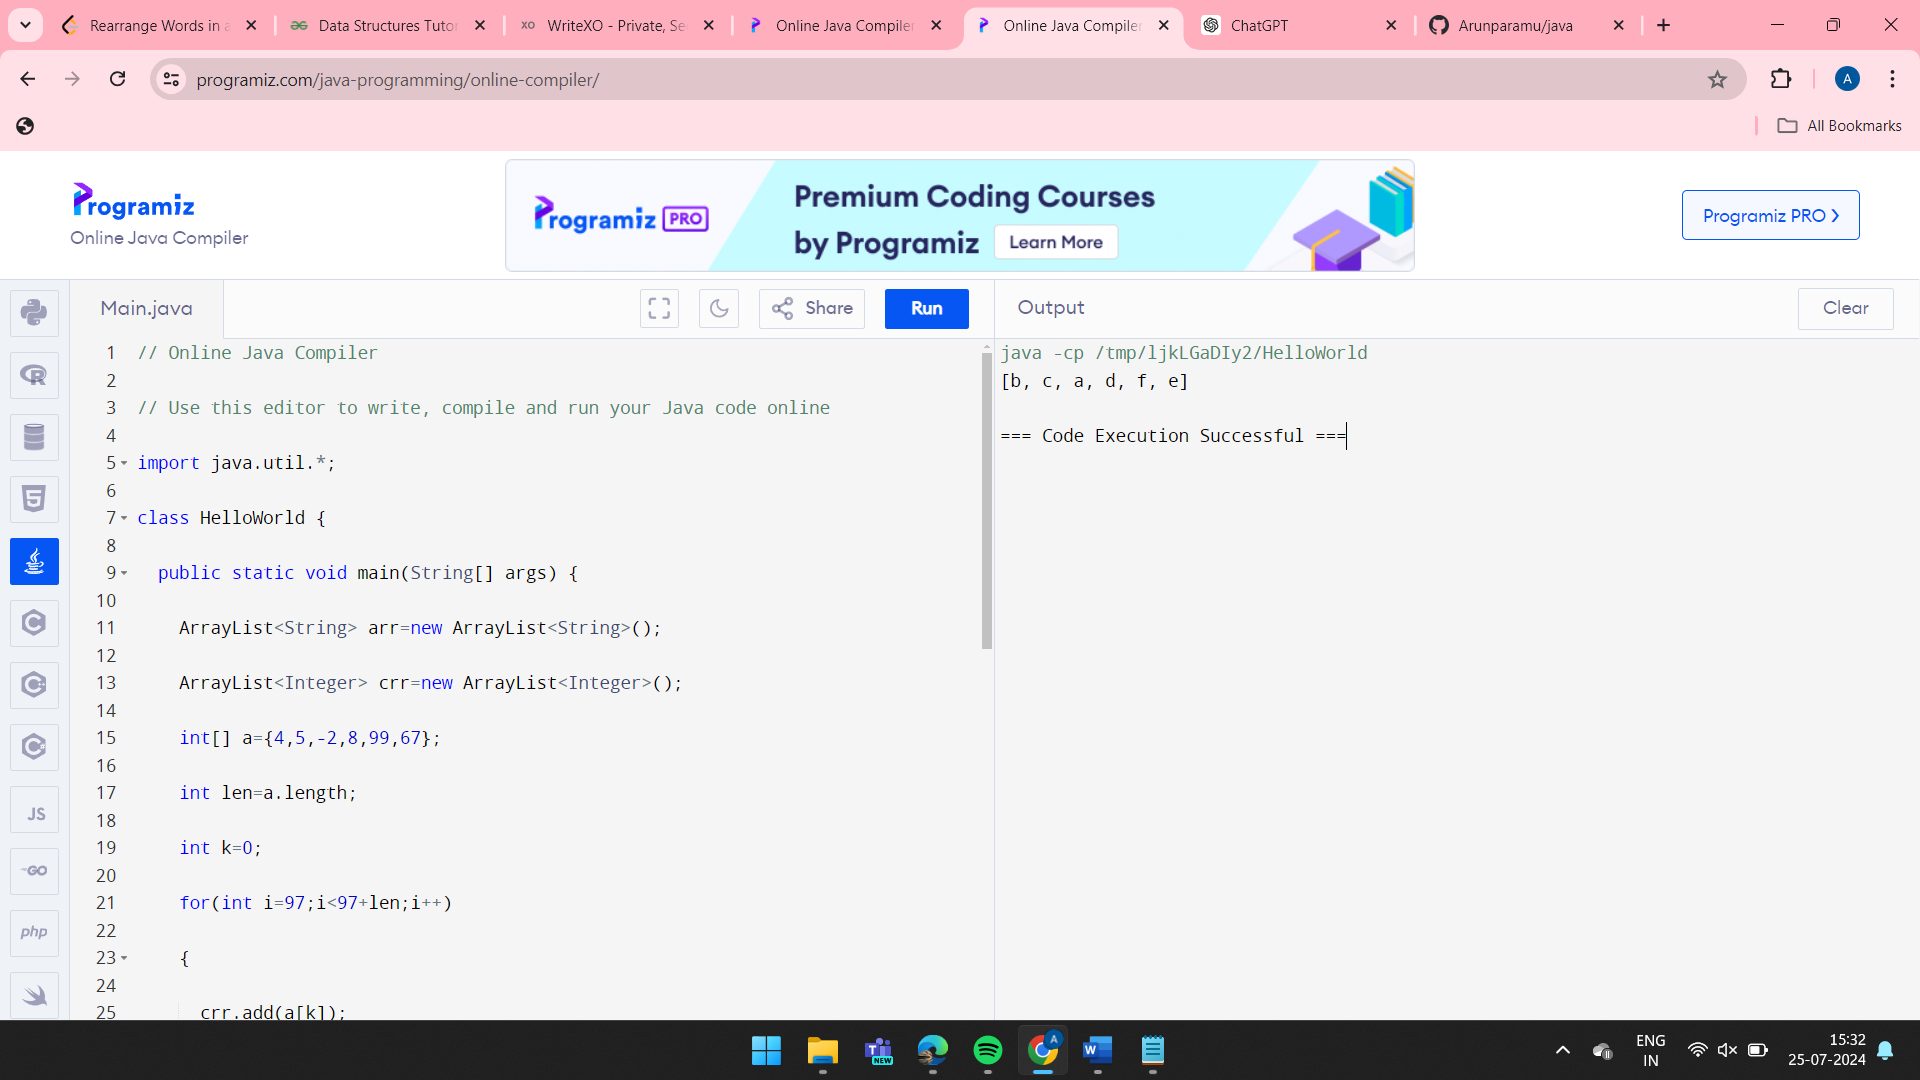 Rearrange Words in a
Data Structures Tutor
XO WriteXO - Private, Se
Online Java Compiler
Online Java Compiler
ChatGPT
Arunparamu/java
programiz.com/java-programming/online-compiler/
A
All Bookmarks
Programiz
Online Java Compiler
Programiz PRO
Premium Coding Courses
by Programiz
Learn More
Programiz PRO ❯
Main.java
Share
Run
Output
Clear
1 // Online Java Compiler
2
3 // Use this editor to write, compile and run your Java code online
4
5 import java.util.*;
6
7 class HelloWorld {
8
9 public static void main(String[] args) {
10
11 ArrayList<String> arr=new ArrayList<String>();
12
13 ArrayList<Integer> crr=new ArrayList<Integer>();
14
15 int[] a={4,5,-2,8,99,67};
16
17 int len=a.length;
18
19 int k=0;
20
21 for(int i=97;i<97+len;i++)
22
23 {
24
25 crr.add(a[k]);
java -cp /tmp/ljkLGaDIy2/HelloWorld
[b, c, a, d, f, e]
=== Code Execution Successful ===
R
5
C
C
C
JS
GO
php
T NEW
A
W
ENG
IN
15:32
25-07-2024